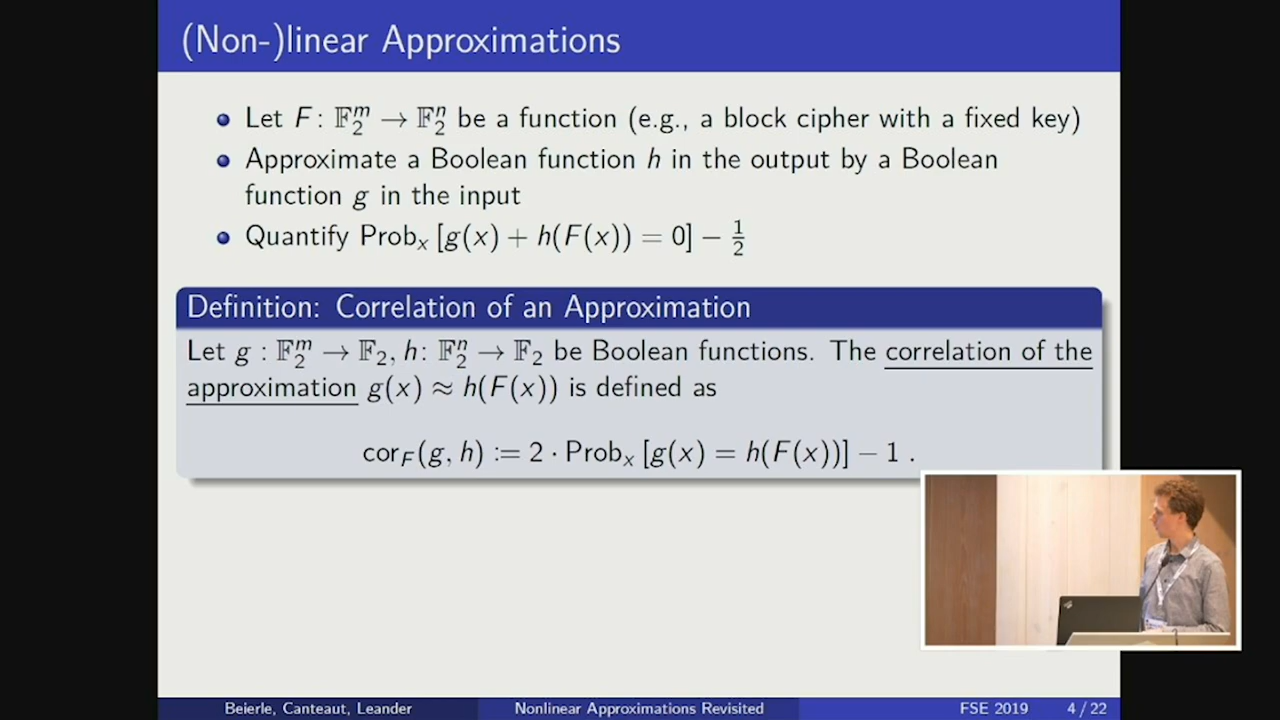 (Non-)linear Approximations
Let F: 𝔽₂ᵐ → 𝔽₂ⁿ be a function (e.g., a block cipher with a fixed key)
Approximate a Boolean function h in the output by a Boolean
function g in the input
Quantify Probₓ [g(x) + h(F(x)) = 0] − 1/2
Definition: Correlation of an Approximation
Let g : 𝔽₂ᵐ → 𝔽₂, h: 𝔽₂ⁿ → 𝔽₂ be Boolean functions. The correlation of the
approximation g(x) ≈ h(F(x)) is defined as
cor_F(g, h) := 2 · Probₓ [g(x) = h(F(x))] − 1 .
Beierle, Canteaut, Leander
Nonlinear Approximations Revisited
FSE 2019
4 / 22